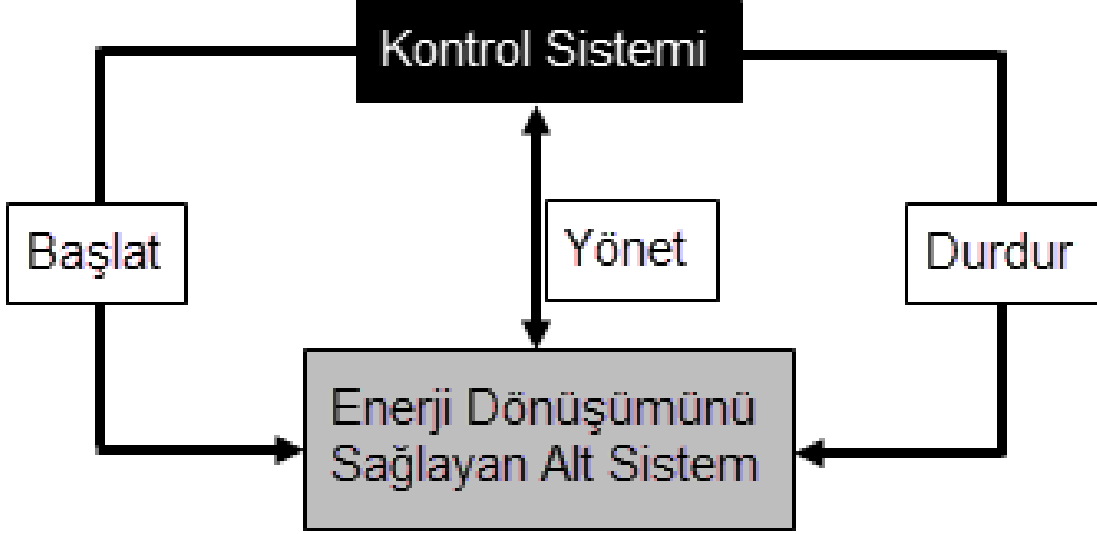 Kontrol Sistemi
Başlat
Yönet
Durdur
Enerji Dönüşümünü
Sağlayan Alt Sistem